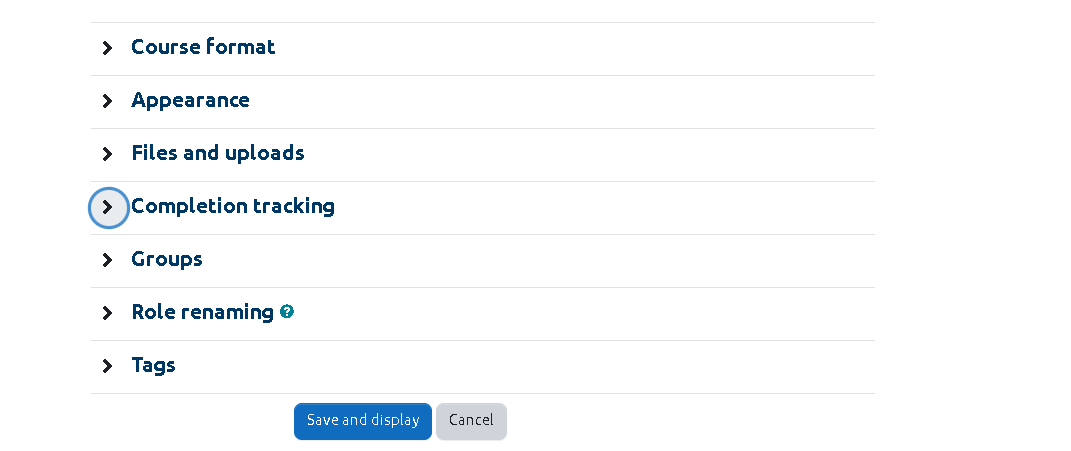 Course format
Appearance
Files and uploads
Completion tracking
Groups
Role renaming ?
Tags
Save and display Cancel